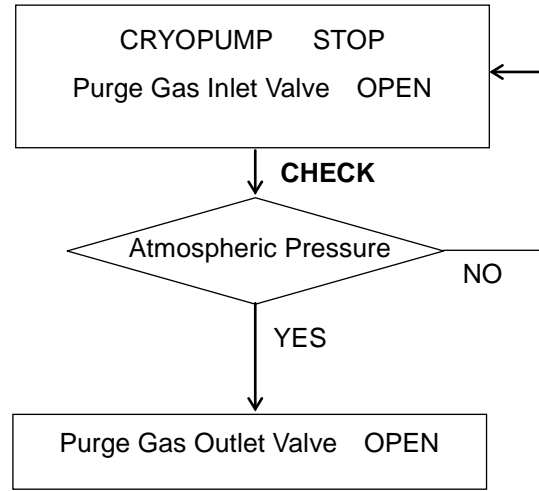 CRYOPUMP STOP
Purge Gas Inlet Valve OPEN
CHECK
Atmospheric Pressure
NO
YES
Purge Gas Outlet Valve OPEN